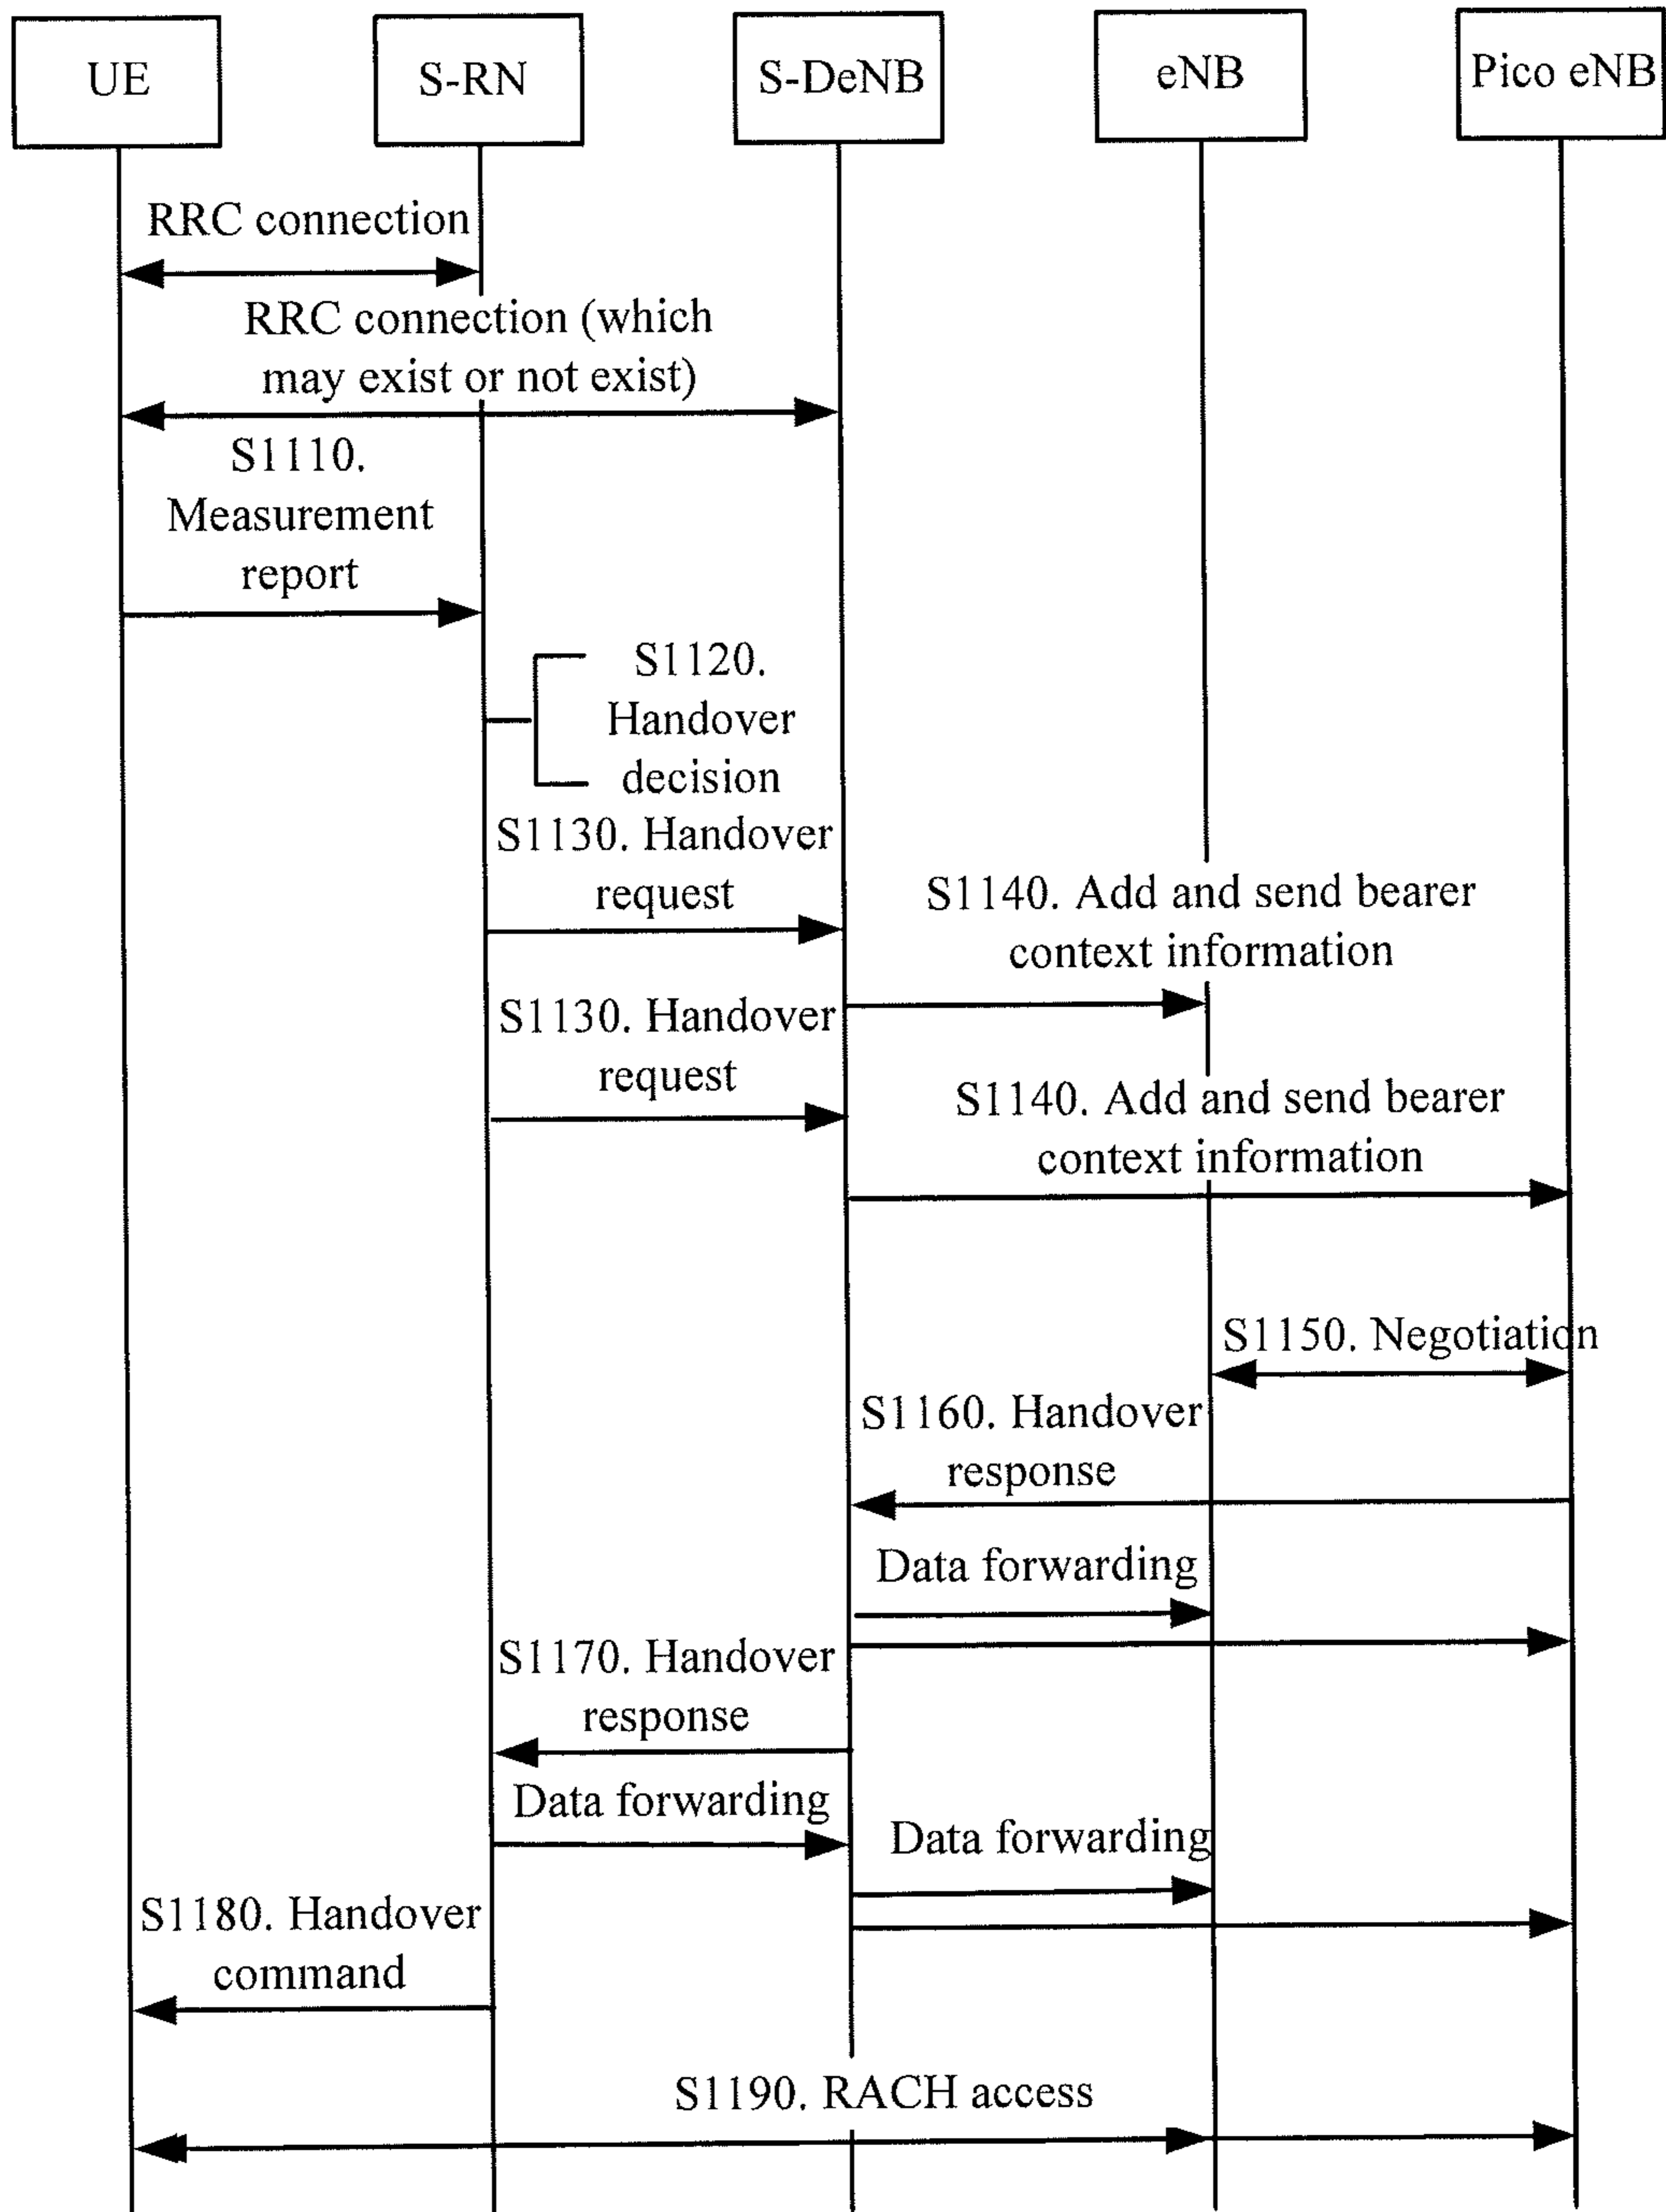 UE
S-RN
S-DeNB
eNB
Pico eNB
RRC connection
RRC connection (which
may exist or not exist)
S1110.
Measurement
report
S1120.
Handover
decision
S1130. Handover
request
S1140. Add and send bearer
context information
S1130. Handover
request
S1140. Add and send bearer
context information
S1150. Negotiation
S1160. Handover
response
Data forwarding
S1170. Handover
response
Data forwarding
Data forwarding
S1180. Handover
command
S1190. RACH access